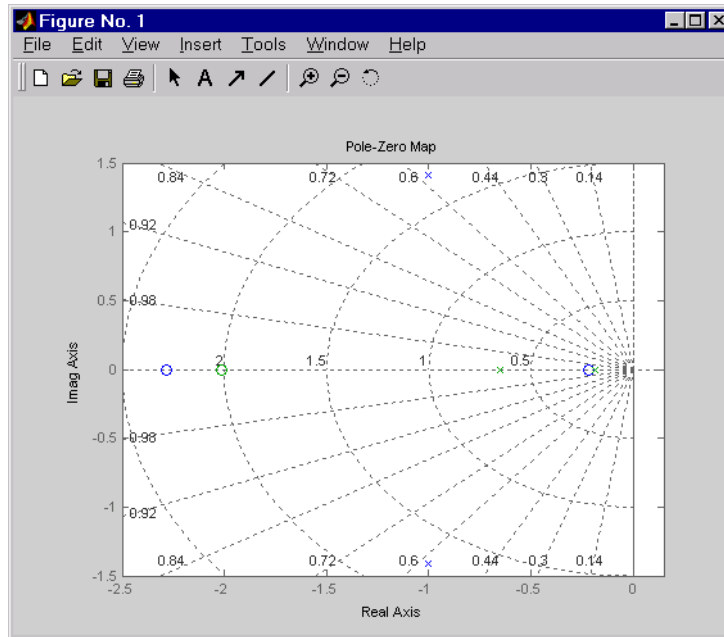 Figure No. 1
File Edit View Insert Tools Window Help
A
Pole-Zero Map
1.5
0.84 0.72 0.6 0.44 0.3 0.14
0.92
1
0.98
0.5
2 1.5 1 0.5
0
0.98
-0.5
0.92
-1
0.84 0.72 0.6 0.44 0.3 0.14
-1.5
-2.5 -2 -1.5 -1 -0.5 0
Imag Axis
Real Axis